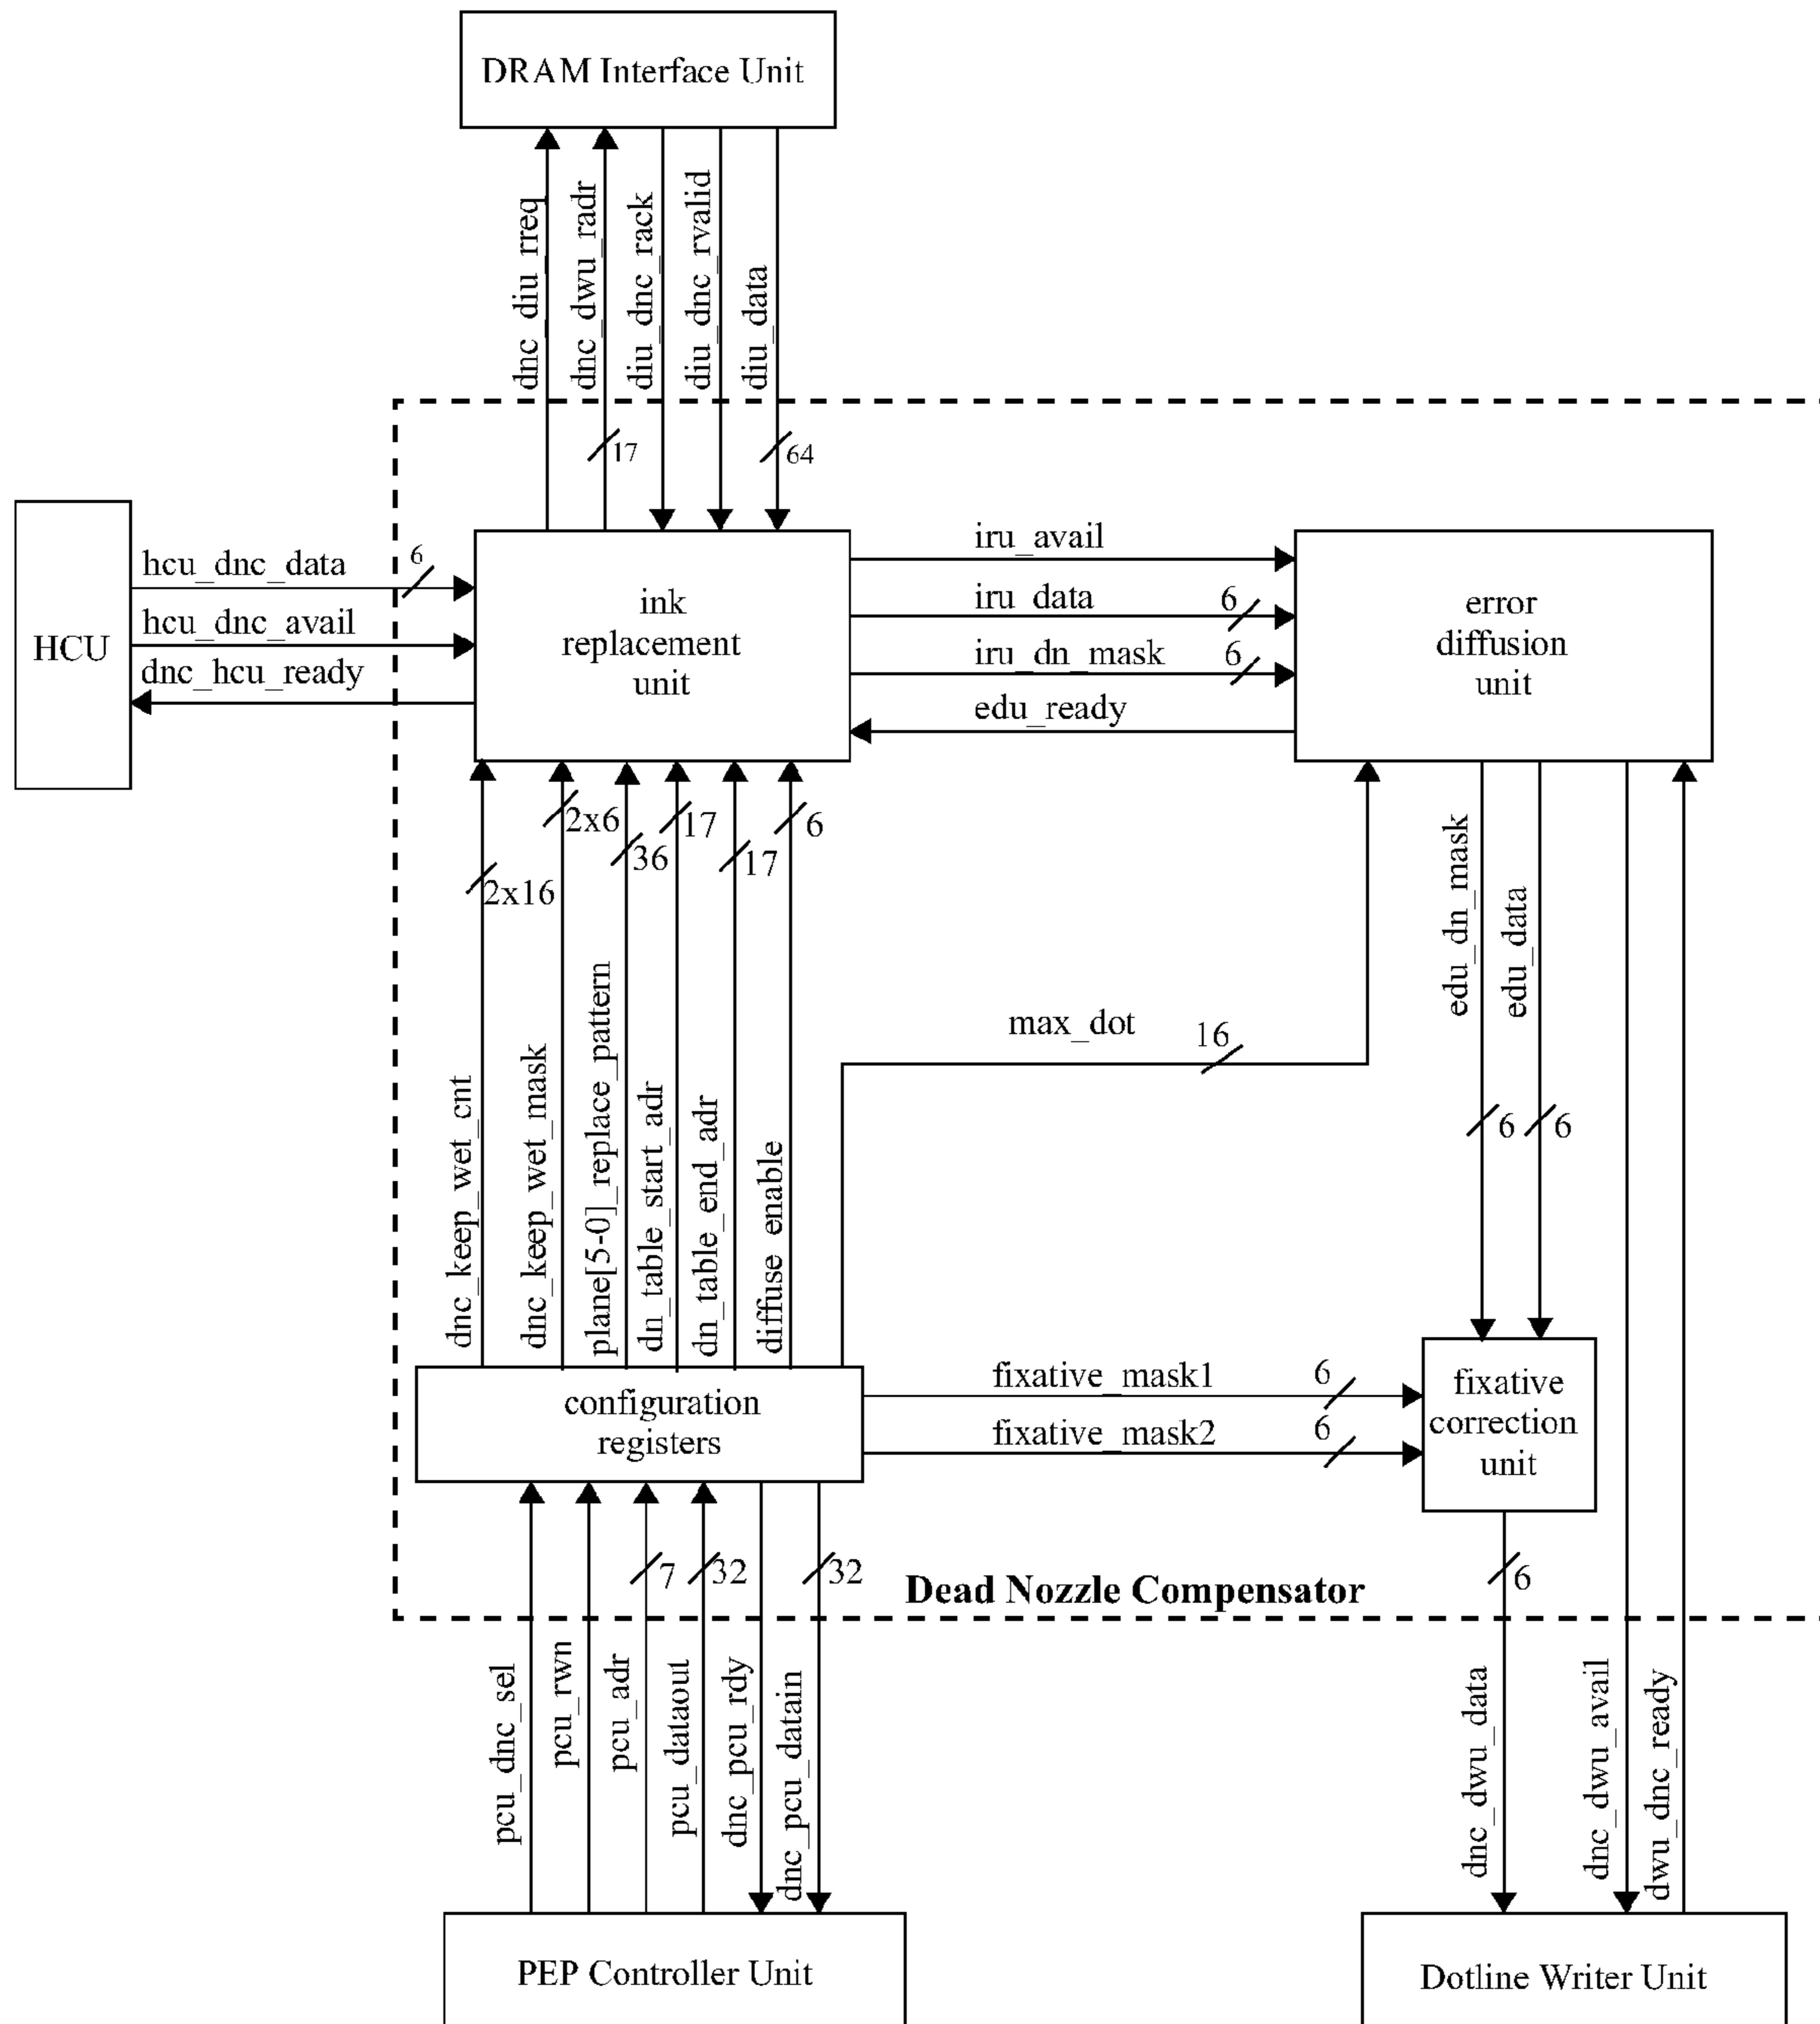 DRAM Interface Unit
dnc_diu_rreq
dnc_dwu_radr
diu_dnc_rack
diu_dnc_rvalid
diu_data
17
64
HCU
hcu_dnc_data
6
hcu_dnc_avail
dnc_hcu_ready
ink
replacement
unit
iru_avail
iru_data
6
iru_dn_mask
6
edu_ready
error
diffusion
unit
2x16
2x6
36
17
17
6
dnc_keep_wet_cnt
dnc_keep_wet_mask
plane[5-0]_replace_pattern
dn_table_start_adr
dn_table_end_adr
diffuse_enable
max_dot
16
edu_dn_mask
edu_data
6
6
configuration
registers
fixative_mask1
6
fixative_mask2
6
fixative
correction
unit
7
32
32
Dead Nozzle Compensator
6
pcu_dnc_sel
pcu_rwn
pcu_adr
pcu_dataout
dnc_pcu_rdy
dnc_pcu_datain
dnc_dwu_data
dnc_dwu_avail
dwu_dnc_ready
PEP Controller Unit
Dotline Writer Unit